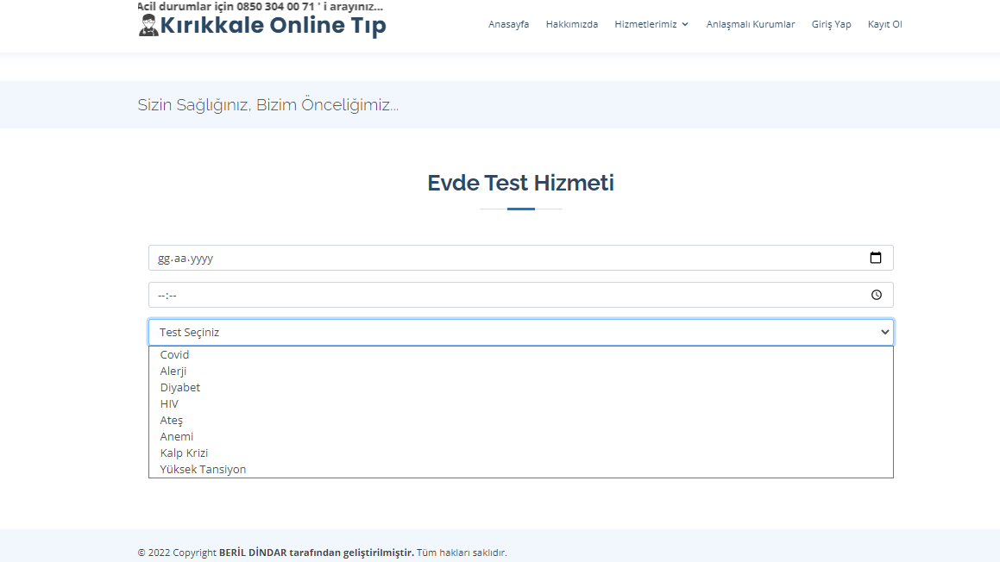 Acil durumlar için 0850 304 00 71 ' i arayınız...
Kırıkkale Online Tıp
Anasayfa Hakkımızda Hizmetlerimiz Anlaşmalı Kurumlar Giriş Yap Kayıt Ol
Sizin Sağlığınız, Bizim Önceliğimiz...
Evde Test Hizmeti
gg.aa.yyyy
--:--
Test Seçiniz
Covid
Alerji
Diyabet
HIV
Ateş
Anemi
Kalp Krizi
Yüksek Tansiyon
© 2022 Copyright BERİL DİNDAR tarafından geliştirilmiştir. Tüm hakları saklıdır.